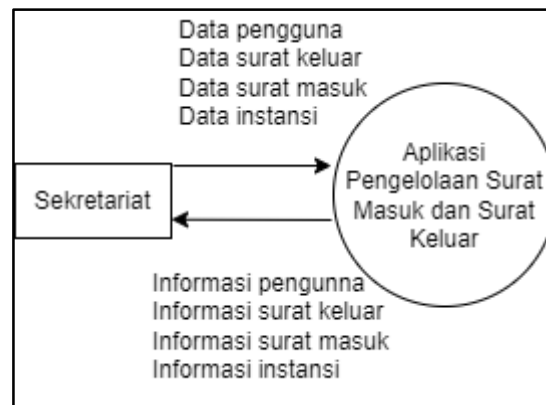 Data pengguna
Data surat keluar
Data surat masuk
Data instansi
Sekretariat
Aplikasi
Pengelolaan Surat
Masuk dan Surat
Keluar
Informasi pengunna
Informasi surat keluar
Informasi surat masuk
Informasi instansi